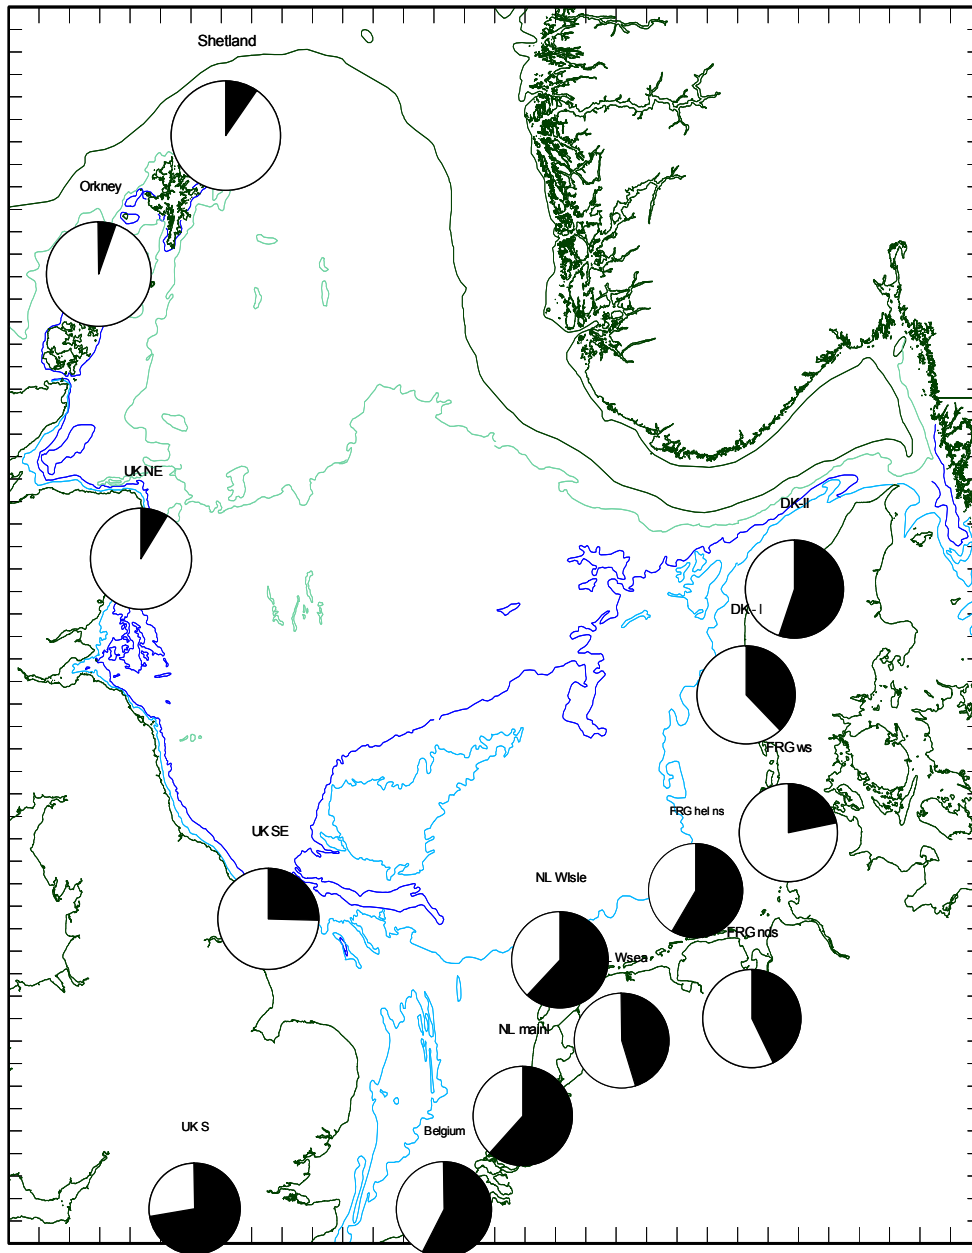 Shetland
Orkney
UK NE
DK-II
DK - I
FRG ws
FRG hel ns
UK SE
NL WIsle
FRG nds
L Wsea
NL mainl
UK S
Belgium